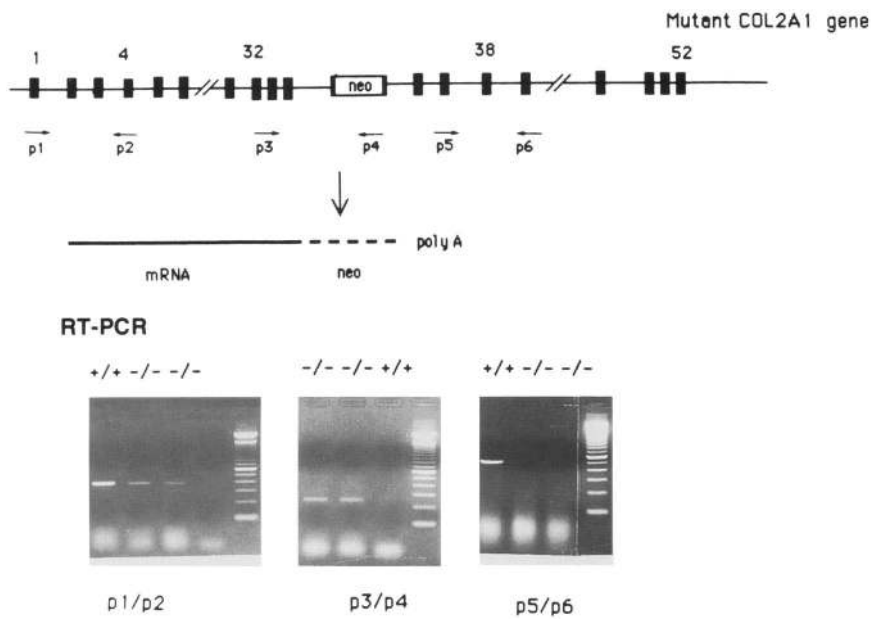 Mutant COL2A1 gene
1 4 32 38 52
neo
p1 p2 p3 p4 p5 p6
poly A
mRNA neo
RT-PCR
+/+ -/- -/- -/- -/- +/+ +/+ -/- -/-
p1/p2 p3/p4 p5/p6